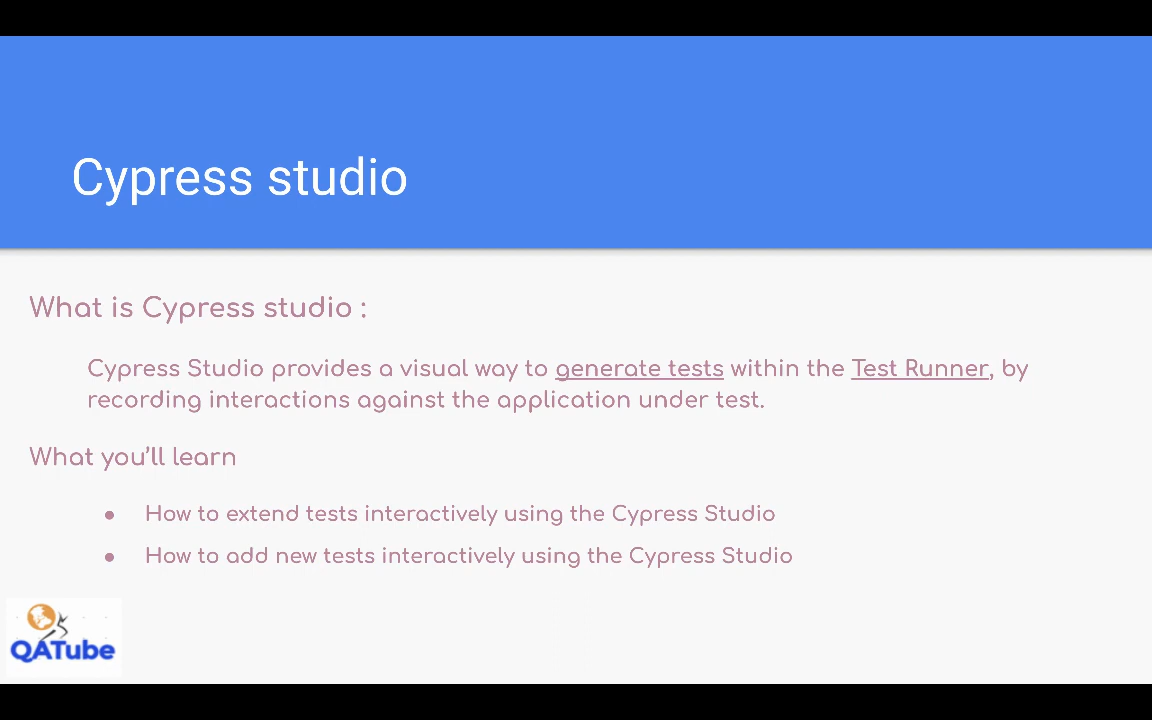 Cypress studio
What is Cypress studio :
Cypress Studio provides a visual way to generate tests within the Test Runner, by
recording interactions against the application under test.
What you’ll learn
● How to extend tests interactively using the Cypress Studio
● How to add new tests interactively using the Cypress Studio
QATube